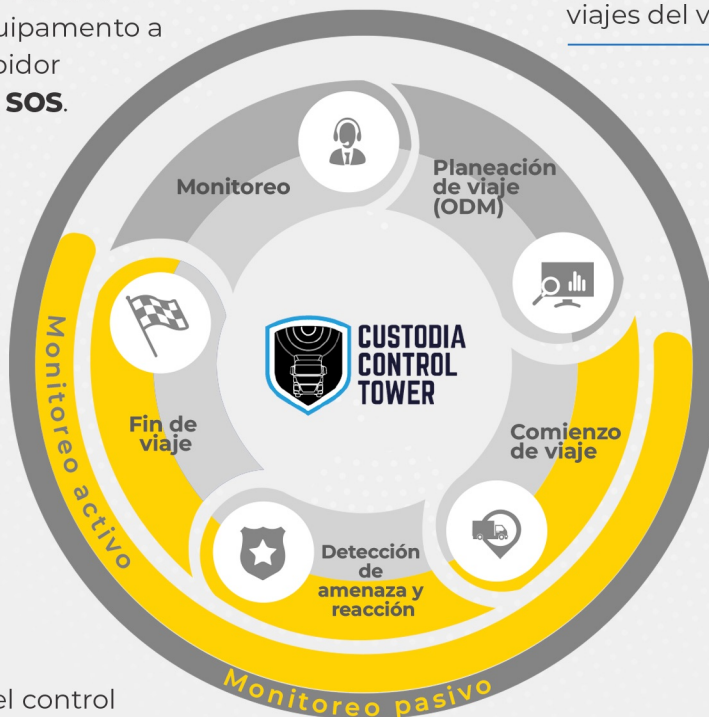 uipamento a
bidor
SOS.
viajes del v
Monitoreo
Planeación
de viaje
(ODM)
CUSTODIA
CONTROL
TOWER
Comienzo
de viaje
Detección
de
amenaza y
reacción
Fin de
viaje
Monitoreo activo
Monitoreo pasivo
el control